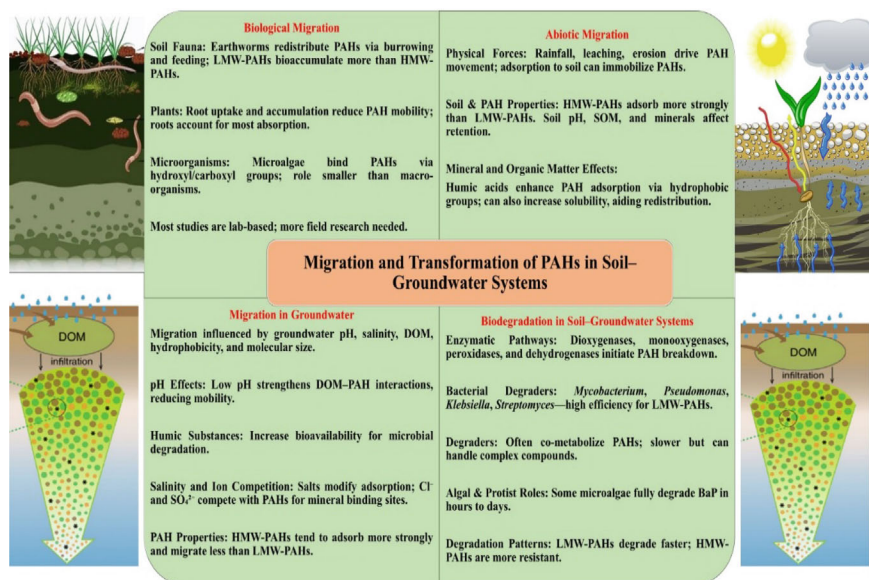 Biological Migration
Soil Fauna: Earthworms redistribute PAHs via burrowing
and feeding; LMW-PAHs bioaccumulate more than HMW-
PAHs.
Plants: Root uptake and accumulation reduce PAH mobility;
roots account for most absorption.
Microorganisms: Microalgae bind PAHs via
hydroxyl/carboxyl groups; role smaller than macro-
organisms.
Most studies are lab-based; more field research needed.
Abiotic Migration
Physical Forces: Rainfall, leaching, erosion drive PAH
movement; adsorption to soil can immobilize PAHs.
Soil & PAH Properties: HMW-PAHs adsorb more strongly
than LMW-PAHs. Soil pH, SOM, and minerals affect
retention.
Mineral and Organic Matter Effects:
Humic acids enhance PAH adsorption via hydrophobic
groups; can also increase solubility, aiding redistribution.
Migration and Transformation of PAHs in Soil–
Groundwater Systems
DOM
infiltration
Migration in Groundwater
Migration influenced by groundwater pH, salinity, DOM,
hydrophobicity, and molecular size.
pH Effects: Low pH strengthens DOM–PAH interactions,
reducing mobility.
Humic Substances: Increase bioavailability for microbial
degradation.
Salinity and Ion Competition: Salts modify adsorption; Cl⁻
and SO₄²⁻ compete with PAHs for mineral binding sites.
PAH Properties: HMW-PAHs tend to adsorb more strongly
and migrate less than LMW-PAHs.
Biodegradation in Soil–Groundwater Systems
Enzymatic Pathways: Dioxygenases, monooxygenases,
peroxidases, and dehydrogenases initiate PAH breakdown.
Bacterial Degraders: Mycobacterium, Pseudomonas,
Klebsiella, Streptomyces—high efficiency for LMW-PAHs.
Degraders: Often co-metabolize PAHs; slower but can
handle complex compounds.
Algal & Protist Roles: Some microalgae fully degrade BaP in
hours to days.
Degradation Patterns: LMW-PAHs degrade faster; HMW-
PAHs are more resistant.
DOM
infiltration